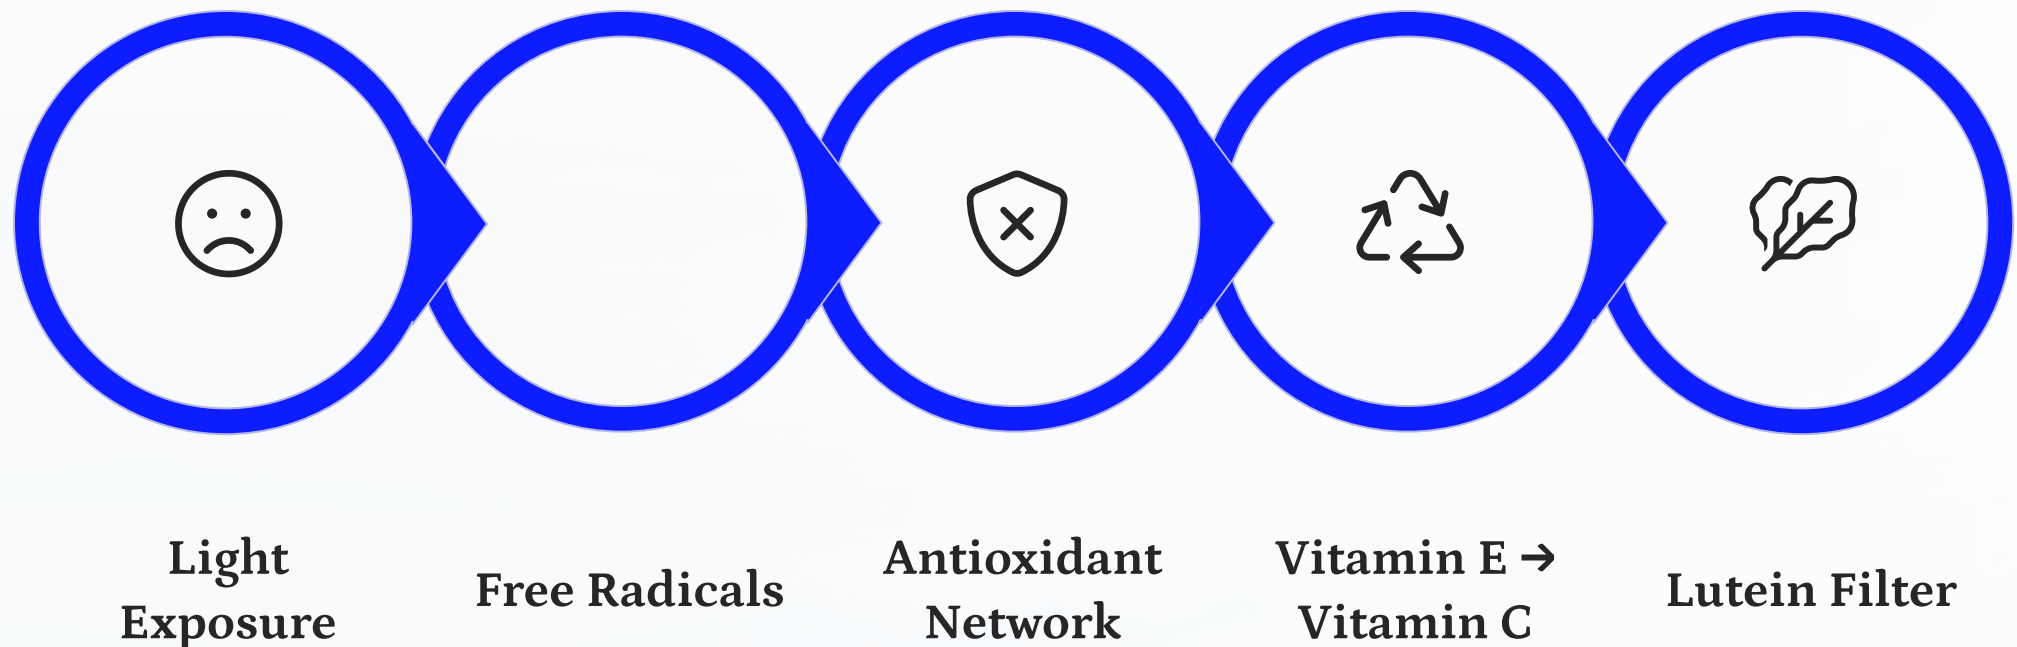 Light
Exposure
Free Radicals
Antioxidant
Network
Vitamin E →
Vitamin C
Lutein Filter